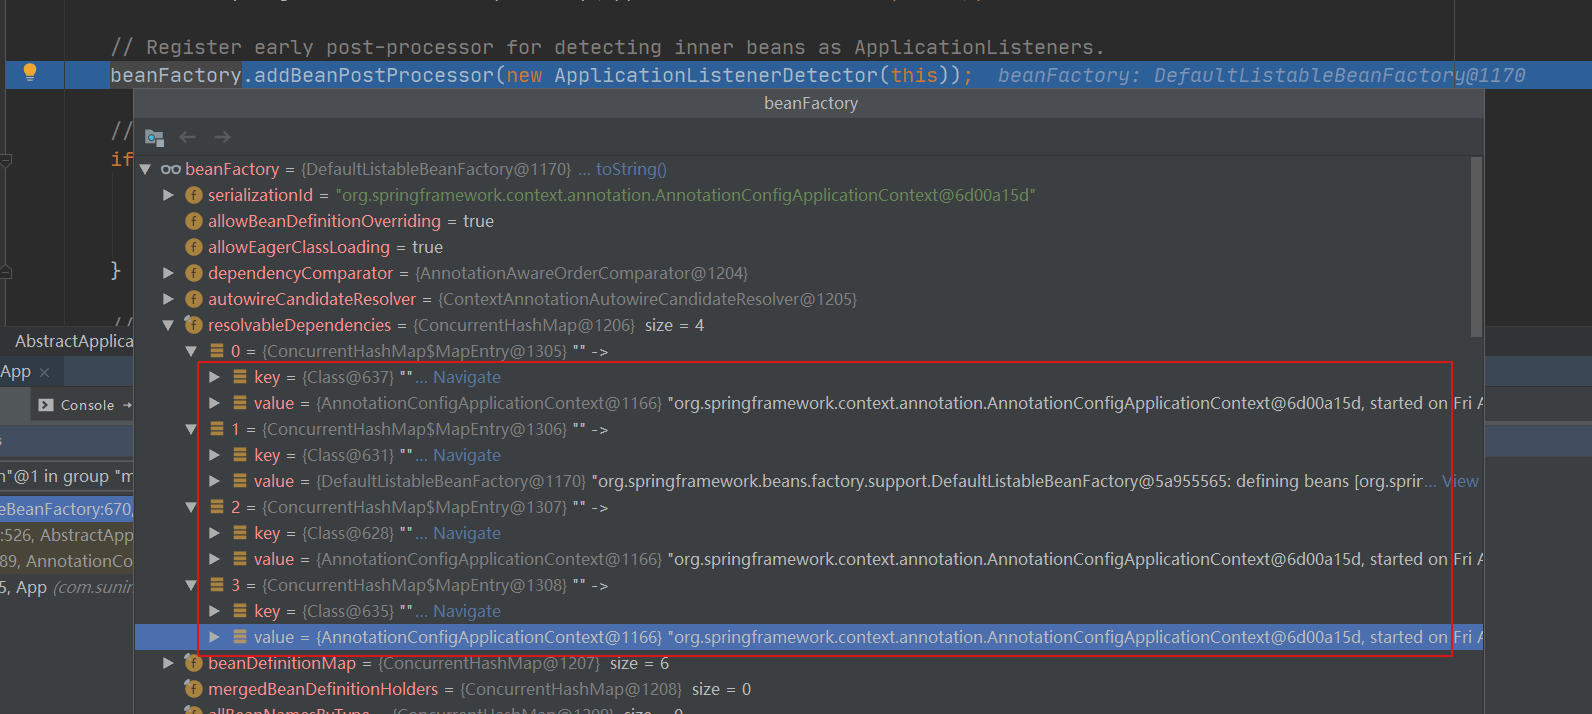 // Register early post-processor for detecting inner beans as ApplicationListeners.
beanFactory.addBeanPostProcessor(new ApplicationListenerDetector(this)); beanFactory: DefaultListableBeanFactory@1170
beanFactory
//
if
beanFactory = {DefaultListableBeanFactory@1170} ... toString()
serializationId = "org.springframework.context.annotation.AnnotationConfigApplicationContext@6d00a15d"
allowBeanDefinitionOverriding = true
allowEagerClassLoading = true
}
dependencyComparator = {AnnotationAwareOrderComparator@1204}
autowireCandidateResolver = {ContextAnnotationAutowireCandidateResolver@1205}
//
resolvableDependencies = {ConcurrentHashMap@1206} size = 4
AbstractApplica
0 = {ConcurrentHashMap$MapEntry@1305} "" ->
App ×
key = {Class@637} ""... Navigate
Console
value = {AnnotationConfigApplicationContext@1166} "org.springframework.context.annotation.AnnotationConfigApplicationContext@6d00a15d, started on Fri A
s
1 = {ConcurrentHashMap$MapEntry@1306} "" ->
key = {Class@631} ""... Navigate
n"@1 in group "m
value = {DefaultListableBeanFactory@1170} "org.springframework.beans.factory.support.DefaultListableBeanFactory@5a955565: defining beans [org.sprir... View
eBeanFactory:670,
2 = {ConcurrentHashMap$MapEntry@1307} "" ->
:526, AbstractApp
key = {Class@628} ""... Navigate
89, AnnotationCo
value = {AnnotationConfigApplicationContext@1166} "org.springframework.context.annotation.AnnotationConfigApplicationContext@6d00a15d, started on Fri A
5, App (com.sunir
3 = {ConcurrentHashMap$MapEntry@1308} "" ->
key = {Class@635} ""... Navigate
value = {AnnotationConfigApplicationContext@1166} "org.springframework.context.annotation.AnnotationConfigApplicationContext@6d00a15d, started on Fri A
beanDefinitionMap = {ConcurrentHashMap@1207} size = 6
mergedBeanDefinitionHolders = {ConcurrentHashMap@1208} size = 0
allBeanNamesByType = {ConcurrentHashMap@1209} size = 0